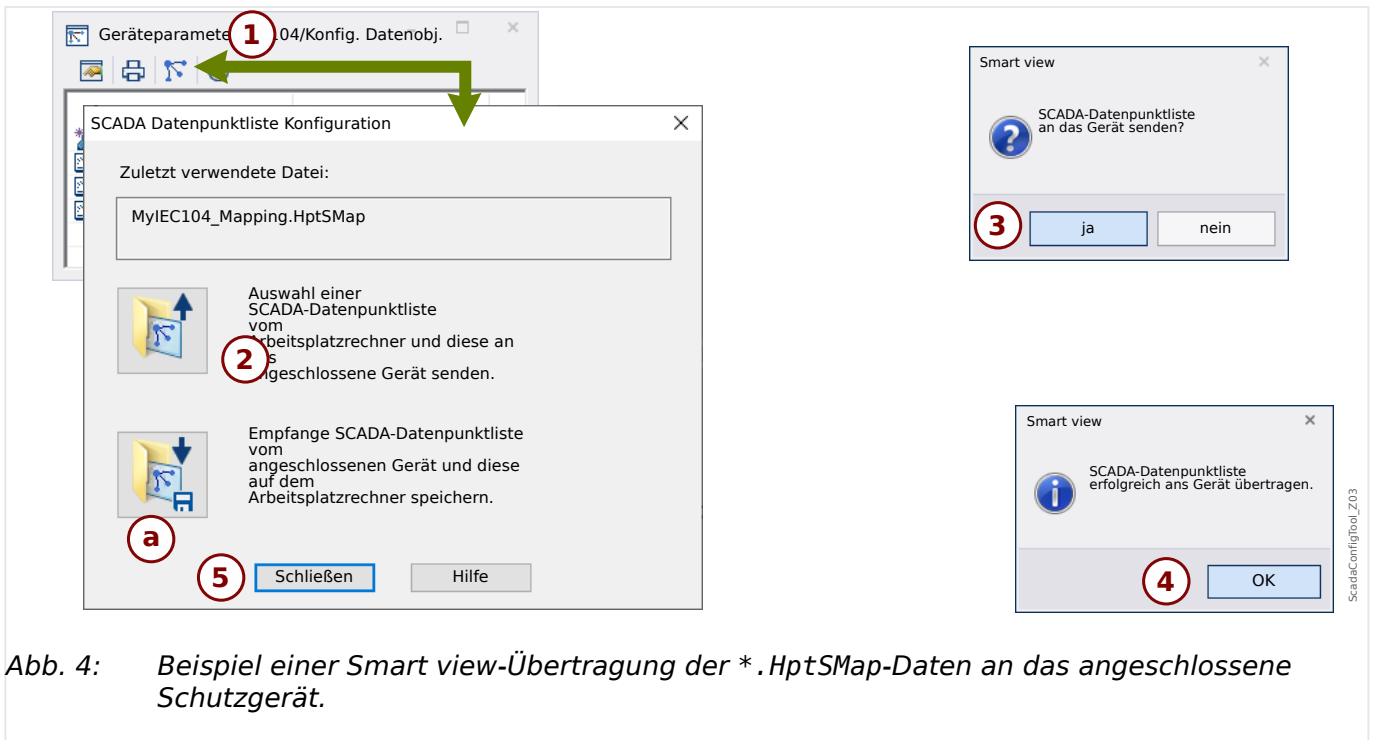 Geräteparamete 1 104/Konfig. Datenobj.
SCADA Datenpunktliste Konfiguration
Zuletzt verwendete Datei:
MyIEC104_Mapping.HptSMap
Auswahl einer
SCADA-Datenpunktliste
vom
Arbeitsplatzrechner und diese an
2
angeschlossene Gerät senden.
Empfange SCADA-Datenpunktliste
vom
angeschlossenen Gerät und diese
auf dem
Arbeitsplatzrechner speichern.
a
5 Schließen Hilfe
Smart view
SCADA-Datenpunktliste
an das Gerät senden?
3 ja nein
Smart view
SCADA-Datenpunktliste
erfolgreich ans Gerät übertragen.
4 OK
ScadaConfigTool_Z03
Abb. 4: Beispiel einer Smart view-Übertragung der *.HptSMap-Daten an das angeschlossene
Schutzgerät.